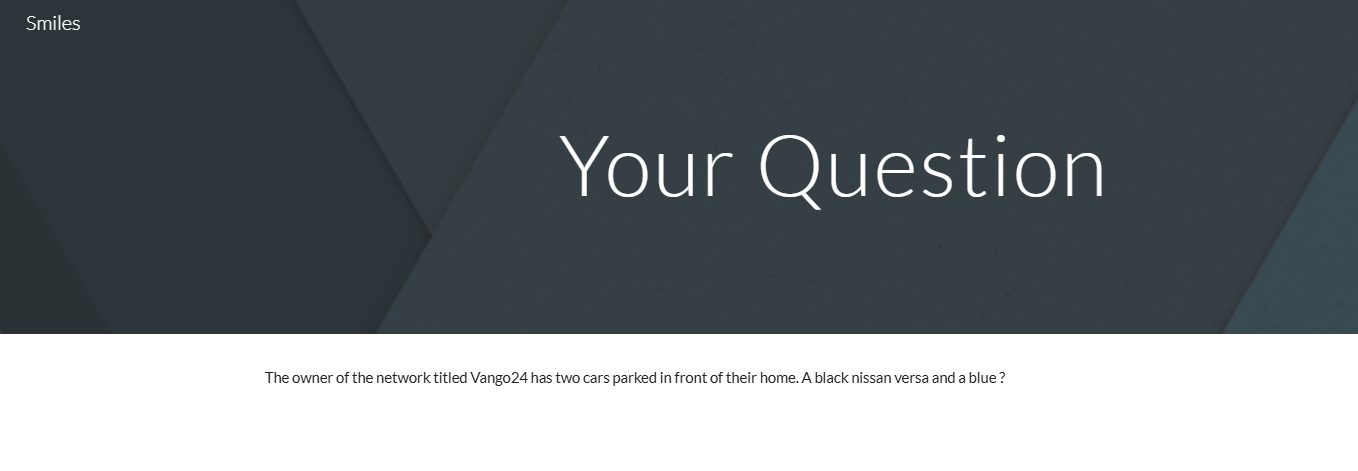 Smiles
Your Question
The owner of the network titled Vango24 has two cars parked in front of their home. A black nissan versa and a blue ?